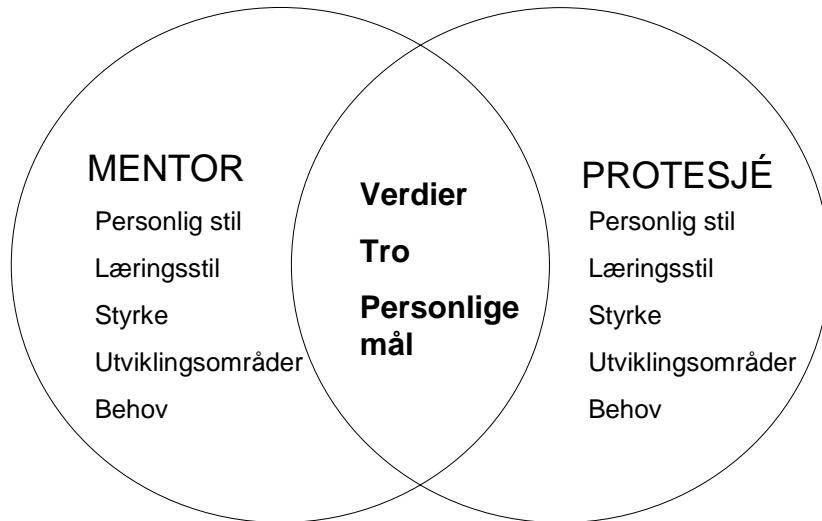 MENTOR
Personlig stil
Læringsstil
Styrke
Utviklingsområder
Behov
Verdier
Tro
Personlige
mål
PROTESJÉ
Personlig stil
Læringsstil
Styrke
Utviklingsområder
Behov